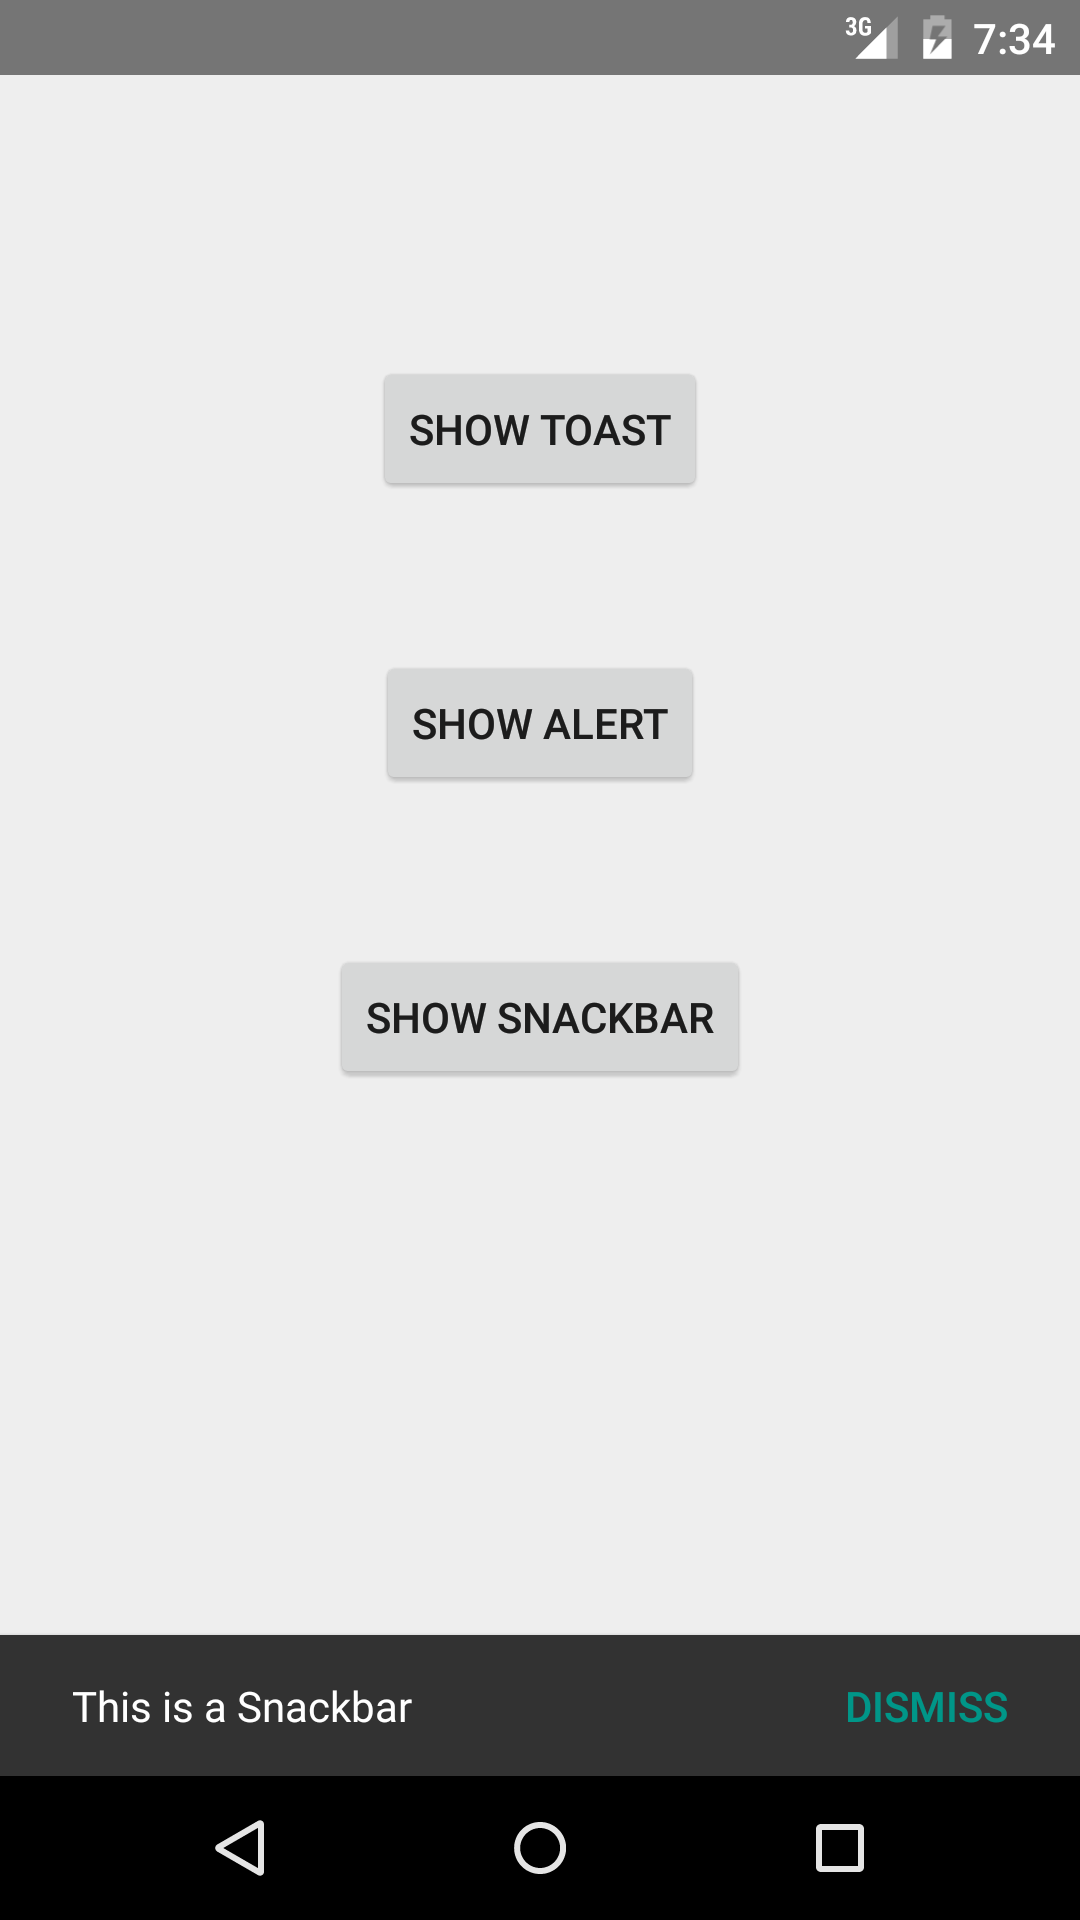 3G 7:34
SHOW TOAST
SHOW ALERT
SHOW SNACKBAR
This is a Snackbar DISMISS